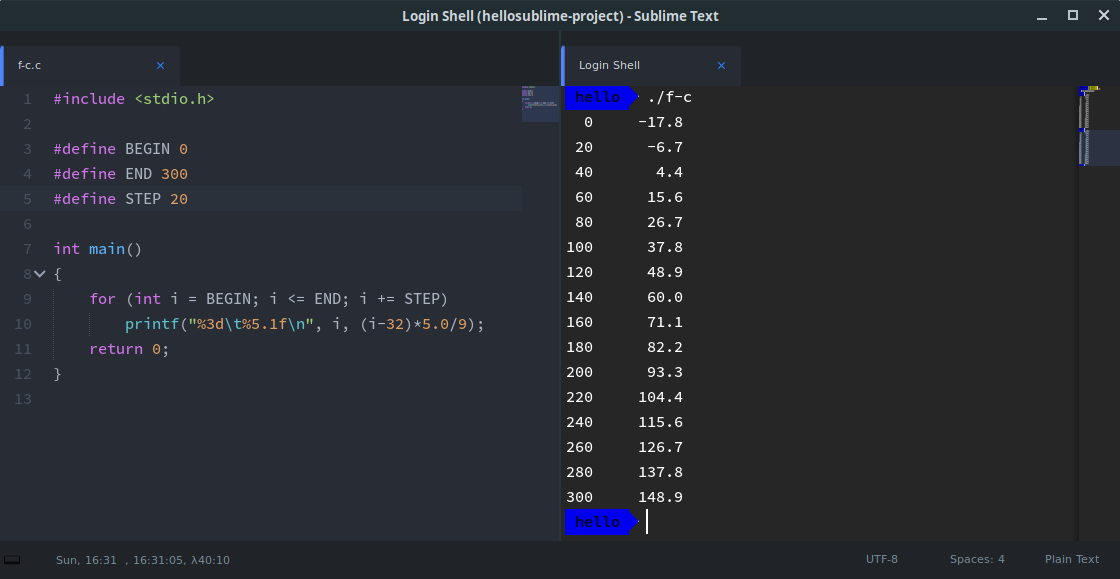 Login Shell (hellosublime-project) - Sublime Text
f-c.c
1 #include <stdio.h>
2
3 #define BEGIN 0
4 #define END 300
5 #define STEP 20
6
7 int main()
8 {
9 for (int i = BEGIN; i <= END; i += STEP)
10 printf("%3d\t%5.1f\n", i, (i-32)*5.0/9);
11 return 0;
12 }
13
Login Shell
hello ./f-c
0 -17.8
20 -6.7
40 4.4
60 15.6
80 26.7
100 37.8
120 48.9
140 60.0
160 71.1
180 82.2
200 93.3
220 104.4
240 115.6
260 126.7
280 137.8
300 148.9
hello
Sun, 16:31 , 16:31:05, λ40:10
UTF-8 Spaces: 4 Plain Text